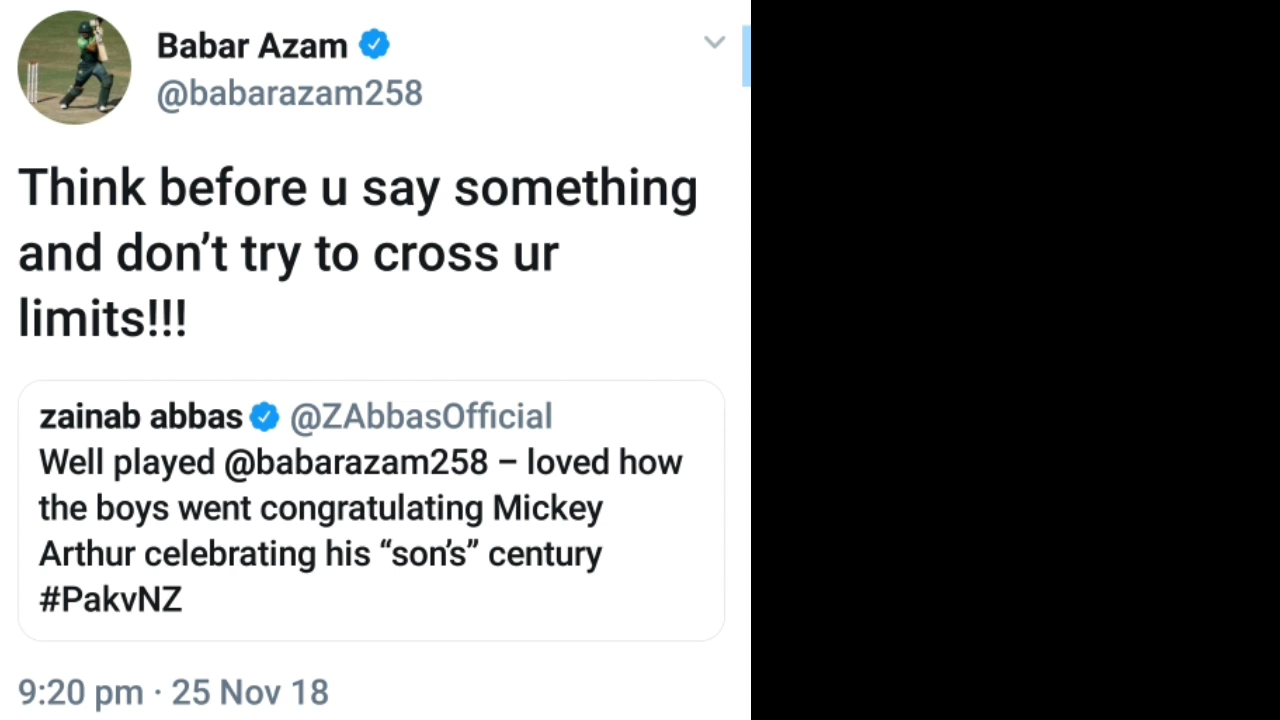 Babar Azam
@babarazam258
Think before u say something
and don’t try to cross ur
limits!!!
zainab abbas @ZAbbasOfficial
Well played @babarazam258 – loved how
the boys went congratulating Mickey
Arthur celebrating his “son’s” century
#PakvNZ
9:20 pm · 25 Nov 18